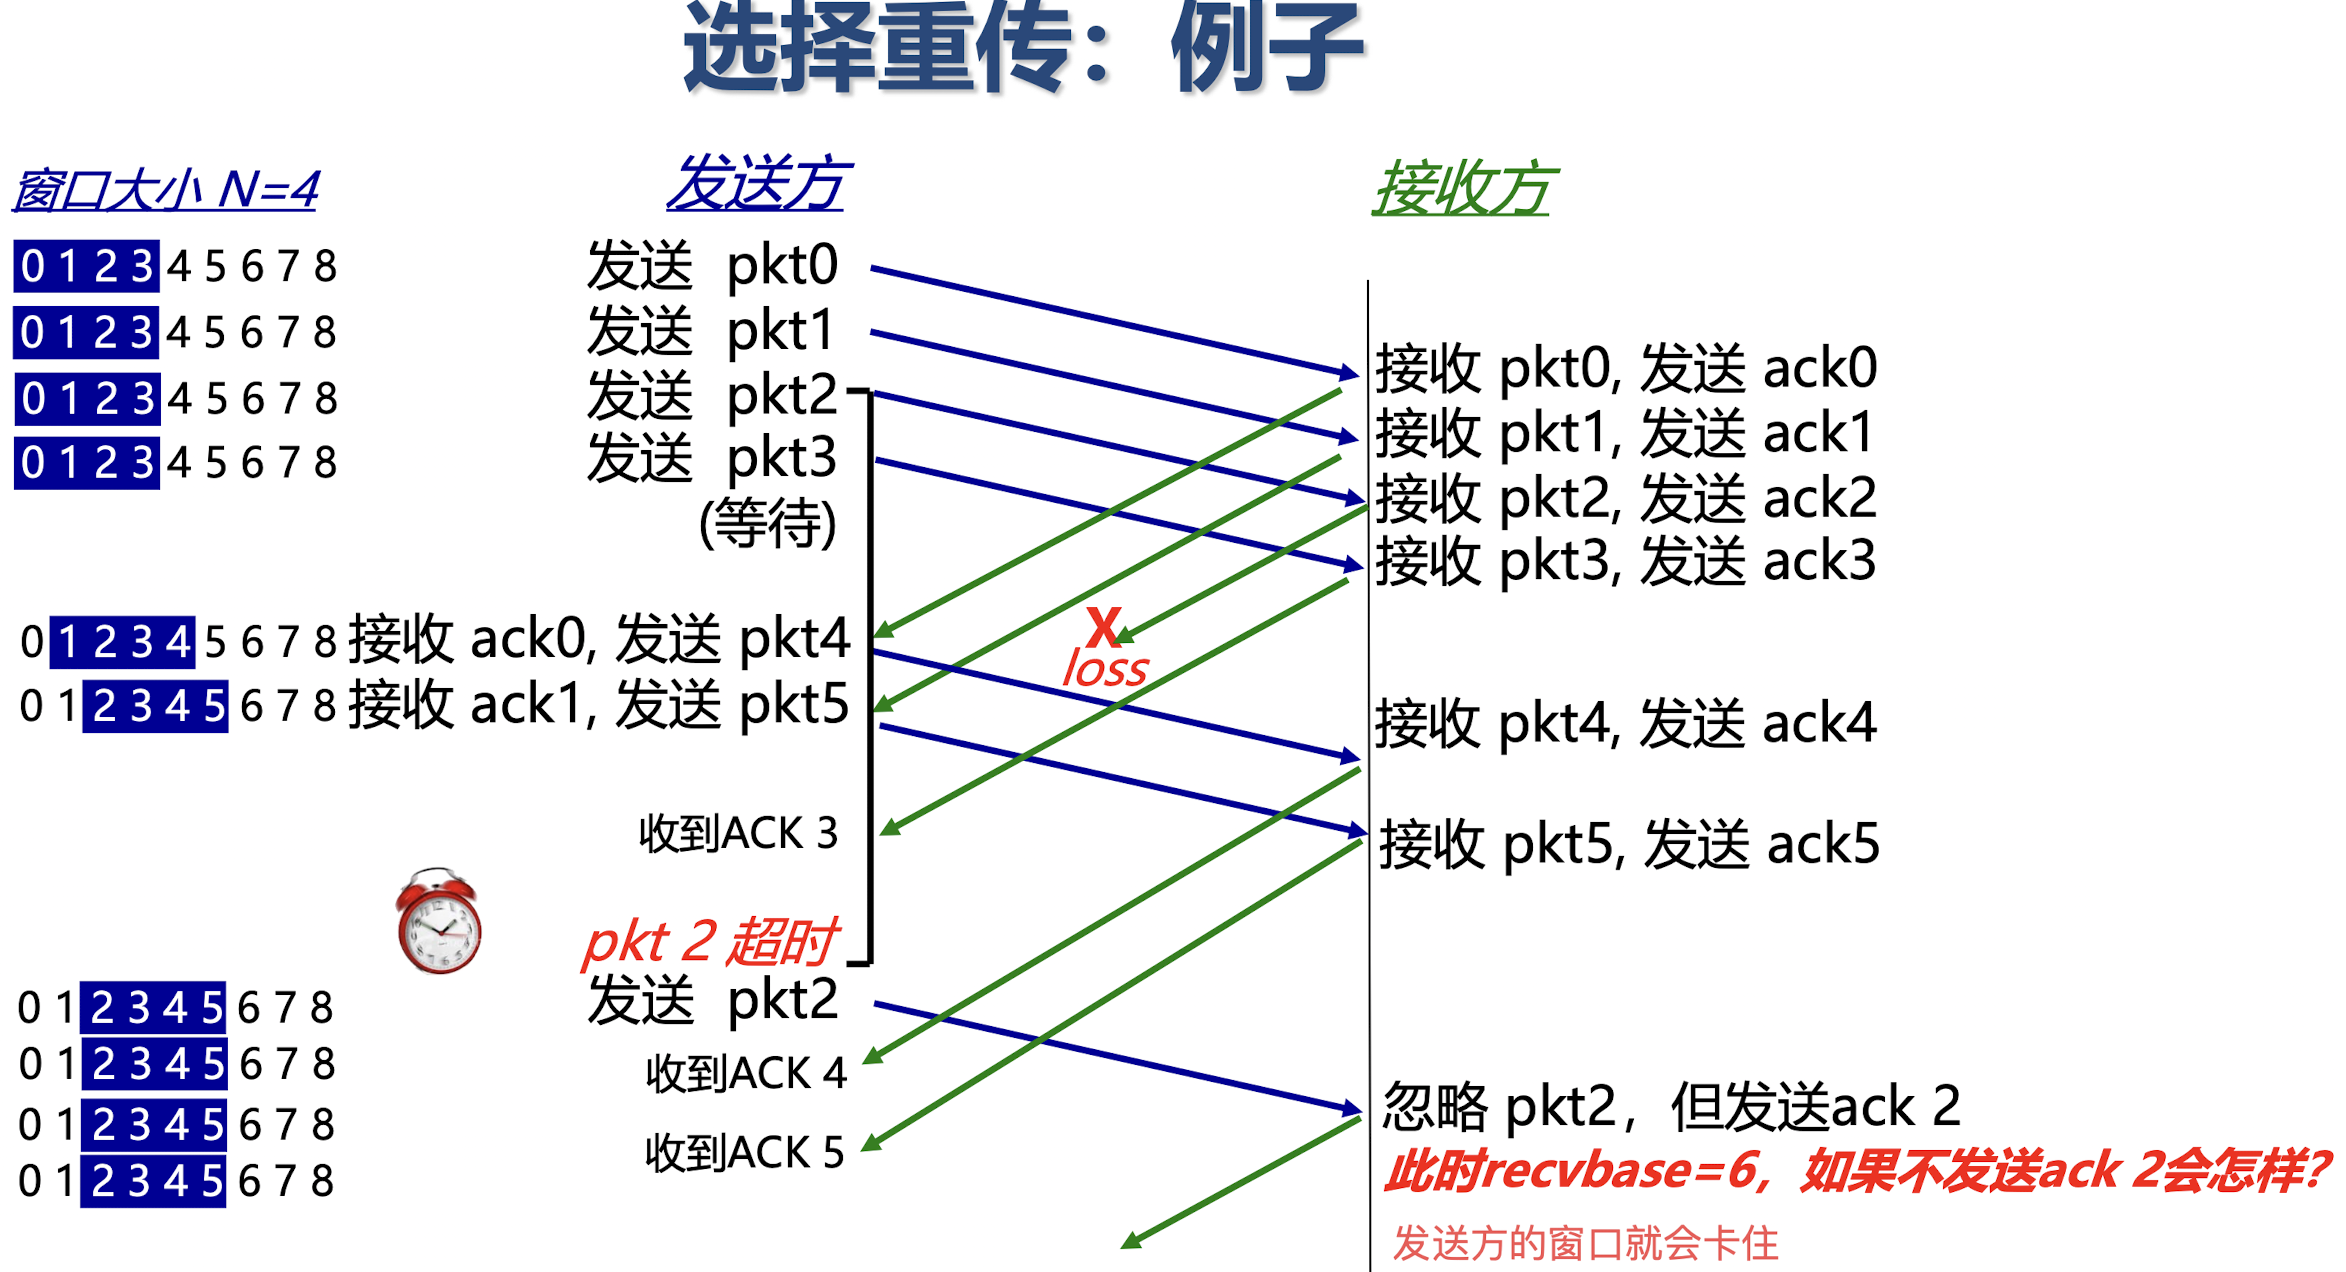 选择重传：例子
窗口大小 N=4
发送方
接收方
0 1 2 3 4 5 6 7 8
发送 pkt0
0 1 2 3 4 5 6 7 8
发送 pkt1
接收 pkt0, 发送 ack0
0 1 2 3 4 5 6 7 8
发送 pkt2
接收 pkt1, 发送 ack1
0 1 2 3 4 5 6 7 8
发送 pkt3
接收 pkt2, 发送 ack2
(等待)
接收 pkt3, 发送 ack3
0 1 2 3 4 5 6 7 8
接收 ack0, 发送 pkt4
X
loss
0 1 2 3 4 5 6 7 8
接收 ack1, 发送 pkt5
接收 pkt4, 发送 ack4
收到ACK 3
接收 pkt5, 发送 ack5
pkt 2 超时
0 1 2 3 4 5 6 7 8
发送 pkt2
0 1 2 3 4 5 6 7 8
收到ACK 4
忽略 pkt2，但发送ack 2
0 1 2 3 4 5 6 7 8
收到ACK 5
此时recvbase=6，如果不发送ack 2会怎样?
0 1 2 3 4 5 6 7 8
发送方的窗口就会卡住